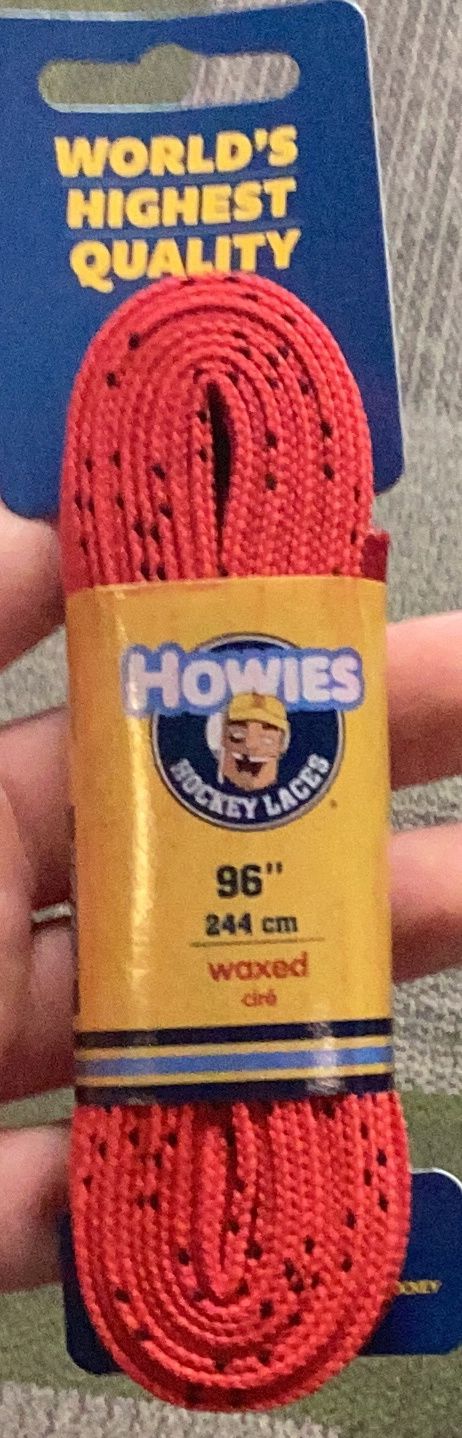 WORLD'S
HIGHEST
QUALITY
HOWIES
HOCKEY LACES
96"
244 cm
waxed
ciré